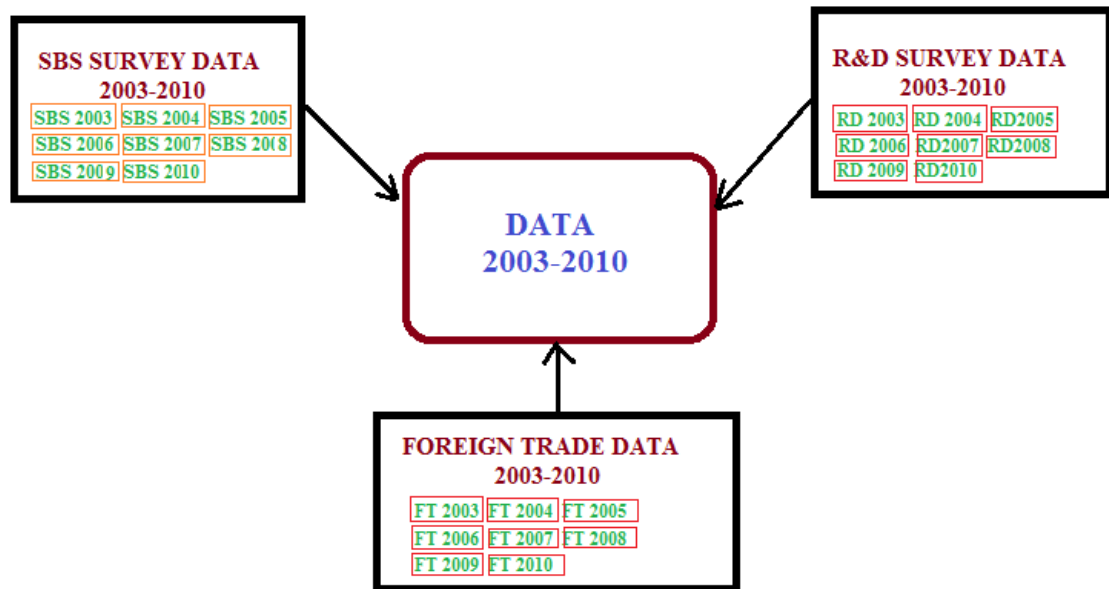 SBS SURVEY DATA
2003-2010
SBS 2003 SBS 2004 SBS 2005
SBS 2006 SBS 2007 SBS 2008
SBS 2009 SBS 2010
R&D SURVEY DATA
2003-2010
RD 2003 RD 2004 RD2005
RD 2006 RD2007 RD2008
RD 2009 RD2010
DATA
2003-2010
FOREIGN TRADE DATA
2003-2010
FT 2003 FT 2004 FT 2005
FT 2006 FT 2007 FT 2008
FT 2009 FT 2010